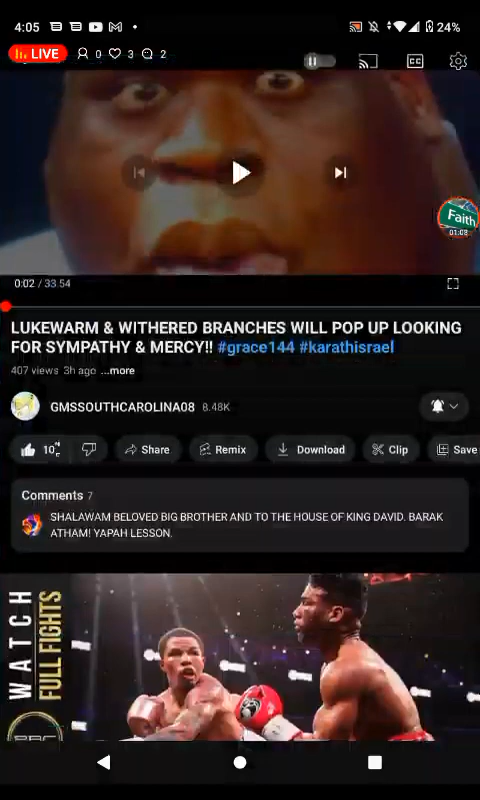 4:05
24%
LIVE 0 3 2
CC
Faith
01:03
0:02 / 33:54
LUKEWARM & WITHERED BRANCHES WILL POP UP LOOKING
FOR SYMPATHY & MERCY!! #grace144 #karathisrael
407 views 3h ago ...more
GMSSOUTHCAROLINA08 8.48K
Share Remix Download Clip Save
Comments 7
SHALAWAM BELOVED BIG BROTHER AND TO THE HOUSE OF KING DAVID. BARAK
ATHAM! YAPAH LESSON.
WATCH
FULL FIGHTS